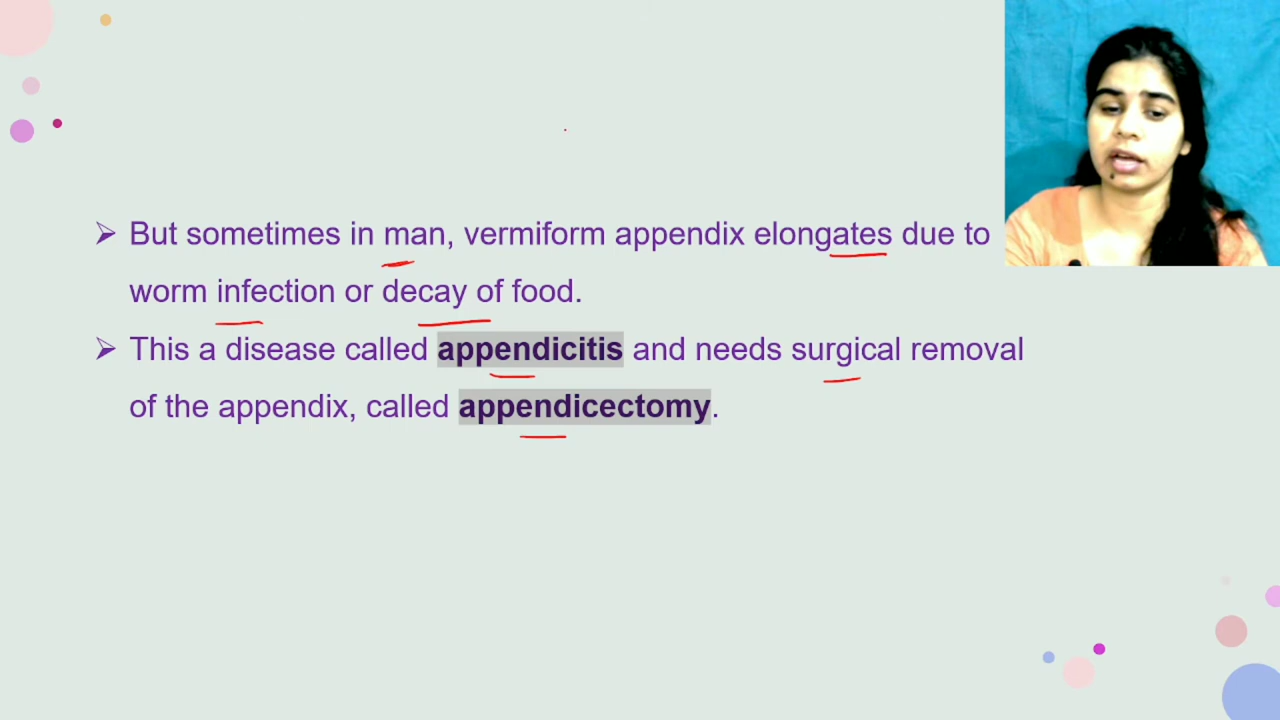 ➢ But sometimes in man, vermiform appendix elongates due to
worm infection or decay of food.
➢ This a disease called appendicitis and needs surgical removal
of the appendix, called appendicectomy.